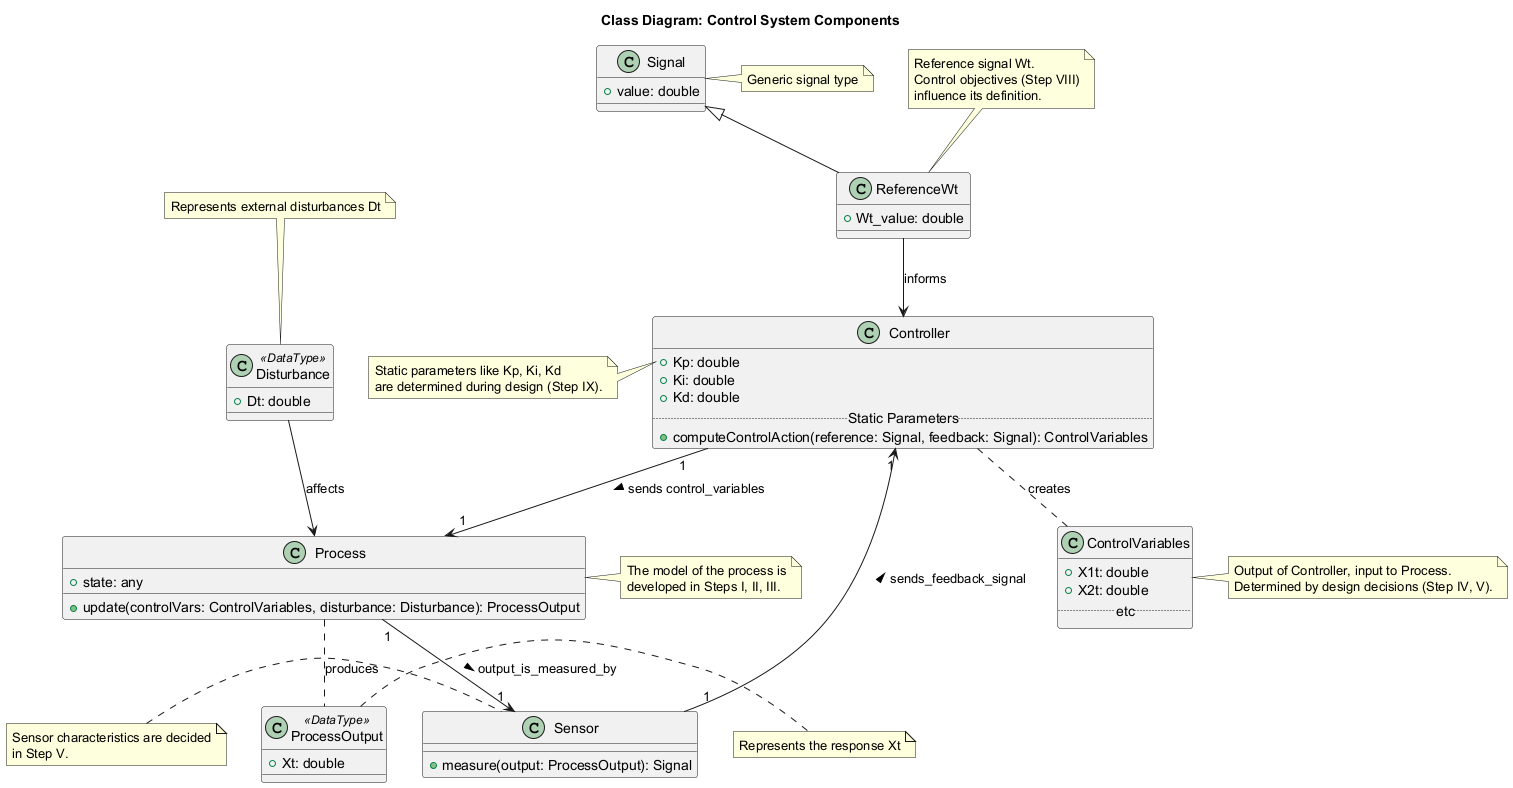 Class Diagram: Control System Components
C Signal
value: double
Generic signal type
Reference signal Wt.
Control objectives (Step VIII)
influence its definition.
C ReferenceWt
Wt_value: double
Represents external disturbances Dt
informs
C «DataType»
Disturbance
Dt: double
Static parameters like Kp, Ki, Kd
are determined during design (Step IX).
C Controller
Kp: double
Ki: double
Kd: double
Static Parameters
computeControlAction(reference: Signal, feedback: Signal): ControlVariables
affects
1
sends control_variables
1
1
creates
C Process
state: any
update(controlVars: ControlVariables, disturbance: Disturbance): ProcessOutput
The model of the process is
developed in Steps I, II, III.
sends_feedback_signal
C ControlVariables
X1t: double
X2t: double
etc
Output of Controller, input to Process.
Determined by design decisions (Step IV, V).
1
produces
output_is_measured_by
1
1
Sensor characteristics are decided
in Step V.
C «DataType»
ProcessOutput
Xt: double
C Sensor
measure(output: ProcessOutput): Signal
Represents the response Xt